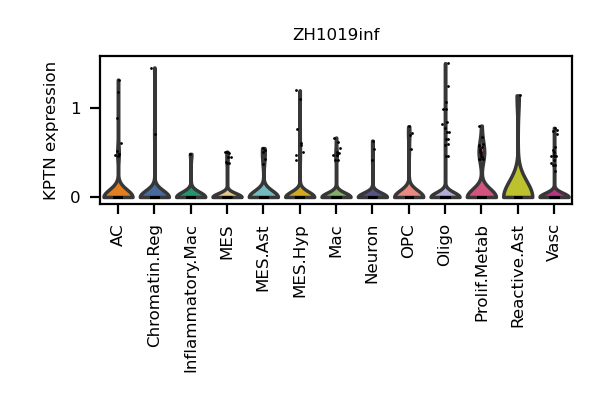 ZH1019inf
KPTN expression
1
0
AC
Chromatin.Reg
Inflammatory.Mac
MES
MES.Ast
MES.Hyp
Mac
Neuron
OPC
Oligo
Prolif.Metab
Reactive.Ast
Vasc